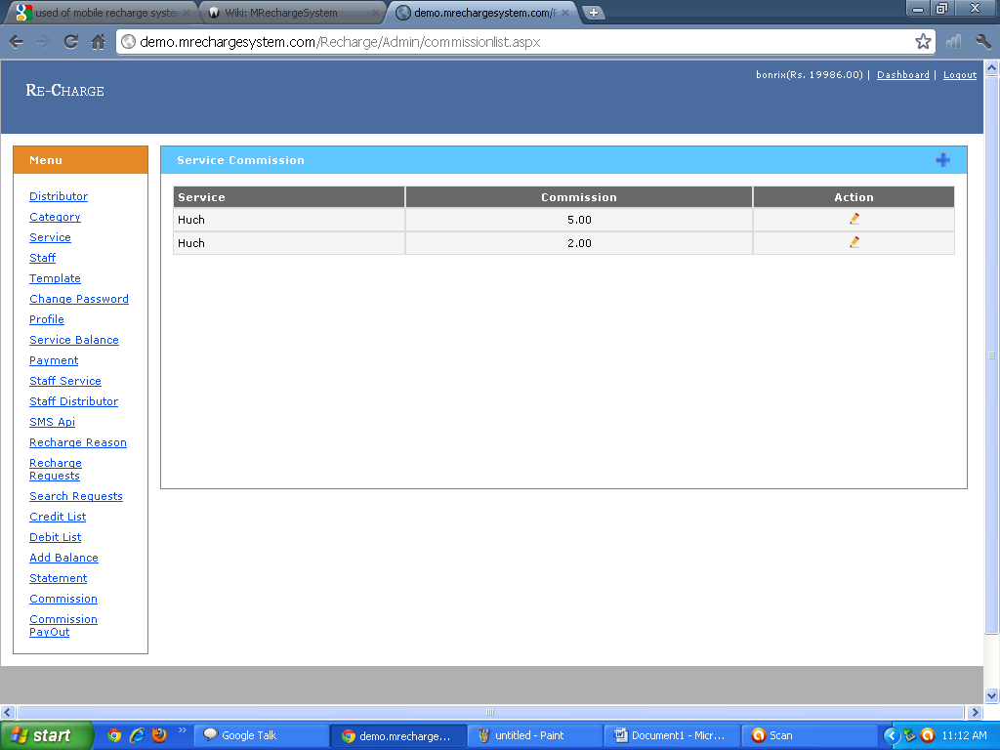 used of mobile recharge syste
Wiki: MRechargeSystem
demo.mrechargesystem.com/F
demo.mrechargesystem.com/Recharge/Admin/commissionlist.aspx
bonrix(Rs. 19986.00) | Dashboard | Logout
RE-CHARGE
Menu
Service Commission
Service Commission Action
Huch 5.00
Huch 2.00
Distributor
Category
Service
Staff
Template
Change Password
Profile
Service Balance
Payment
Staff Service
Staff Distributor
SMS Api
Recharge Reason
Recharge
Requests
Search Requests
Credit List
Debit List
Add Balance
Statement
Commission
Commission
PayOut
start
Google Talk
demo.mrecharge...
untitled - Paint
Document1 - Micr...
Scan
11:12 AM